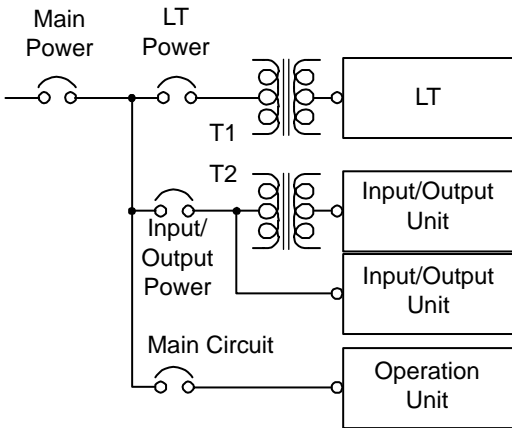 Main
Power
LT
Power
T1
LT
T2
Input/
Output
Power
Input/Output
Unit
Input/Output
Unit
Main Circuit
Operation
Unit